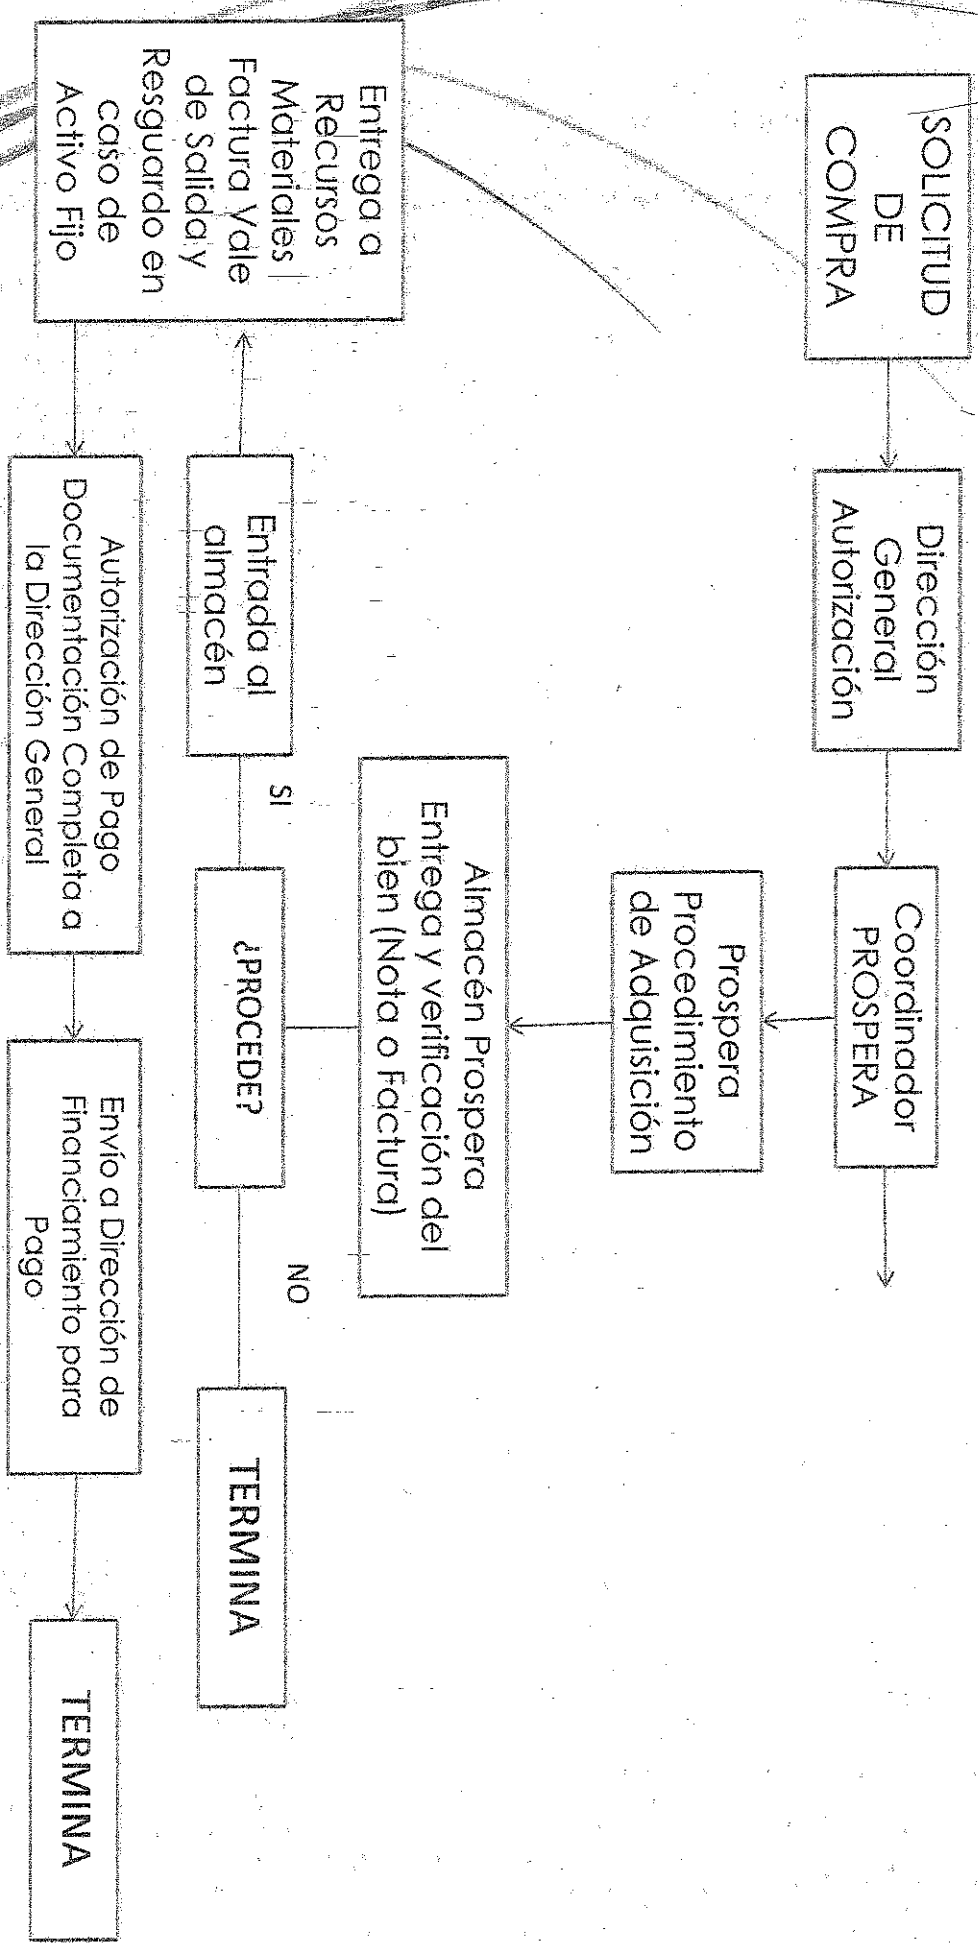 SOLICITUD
DE
COMPRA
Dirección
General
Autorización
Coordinador
PROSPERA
Prospera
Procedimiento
de Adquisición
Almacén Prospera
Entrega y verificación del
bien (Nota o Factura)
¿PROCEDE?
SI
NO
Entrada al
almacén
TERMINA
Entrega a
Recursos
Materiales
Factura Vale
de Salida y
Resguardo en
caso de
Activo Fijo
Autorización de Pago
Documentación Completa a
la Dirección General
Envío a Dirección de
Financiamiento para
Pago
TERMINA